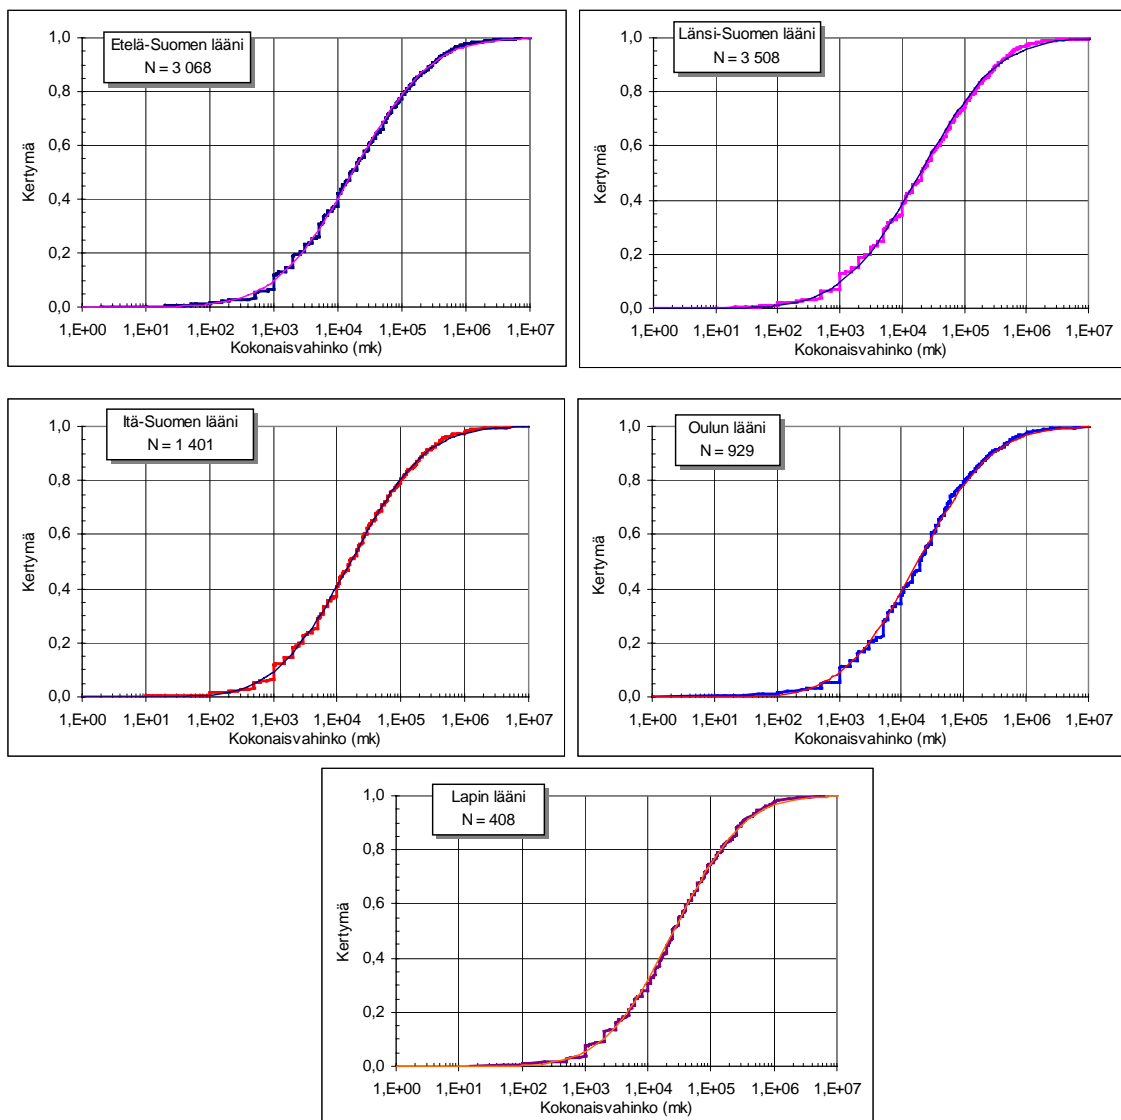 Etelä-Suomen lääni
N = 3 068
1,0
0,8
0,6
0,4
0,2
0,0
Kertymä
1,E+00 1,E+01 1,E+02 1,E+03 1,E+04 1,E+05 1,E+06 1,E+07
Kokonaisvahinko (mk)
Länsi-Suomen lääni
N = 3 508
1,0
0,8
0,6
0,4
0,2
0,0
Kertymä
1,E+00 1,E+01 1,E+02 1,E+03 1,E+04 1,E+05 1,E+06 1,E+07
Kokonaisvahinko (mk)
Itä-Suomen lääni
N = 1 401
1,0
0,8
0,6
0,4
0,2
0,0
Kertymä
1,E+00 1,E+01 1,E+02 1,E+03 1,E+04 1,E+05 1,E+06 1,E+07
Kokonaisvahinko (mk)
Oulun lääni
N = 929
1,0
0,8
0,6
0,4
0,2
0,0
Kertymä
1,E+00 1,E+01 1,E+02 1,E+03 1,E+04 1,E+05 1,E+06 1,E+07
Kokonaisvahinko (mk)
Lapin lääni
N = 408
1,0
0,8
0,6
0,4
0,2
0,0
Kertymä
1,E+00 1,E+01 1,E+02 1,E+03 1,E+04 1,E+05 1,E+06 1,E+07
Kokonaisvahinko (mk)